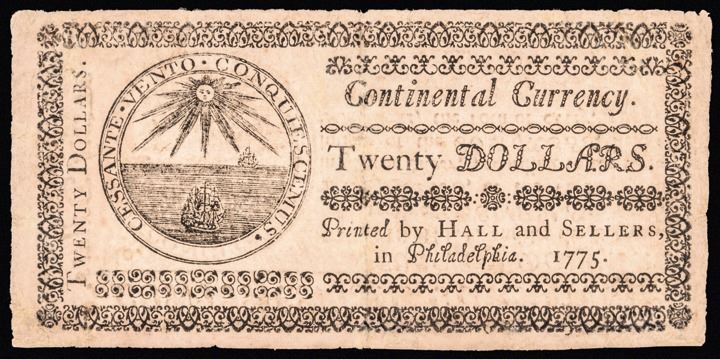 TWENTY DOLLARS.
CESSANTE · VENTO · CONQUIESCEMUS.
Continental Currency.
Twenty DOLLARS.
Printed by HALL and SELLERS,
in Philadelphia. 1775.